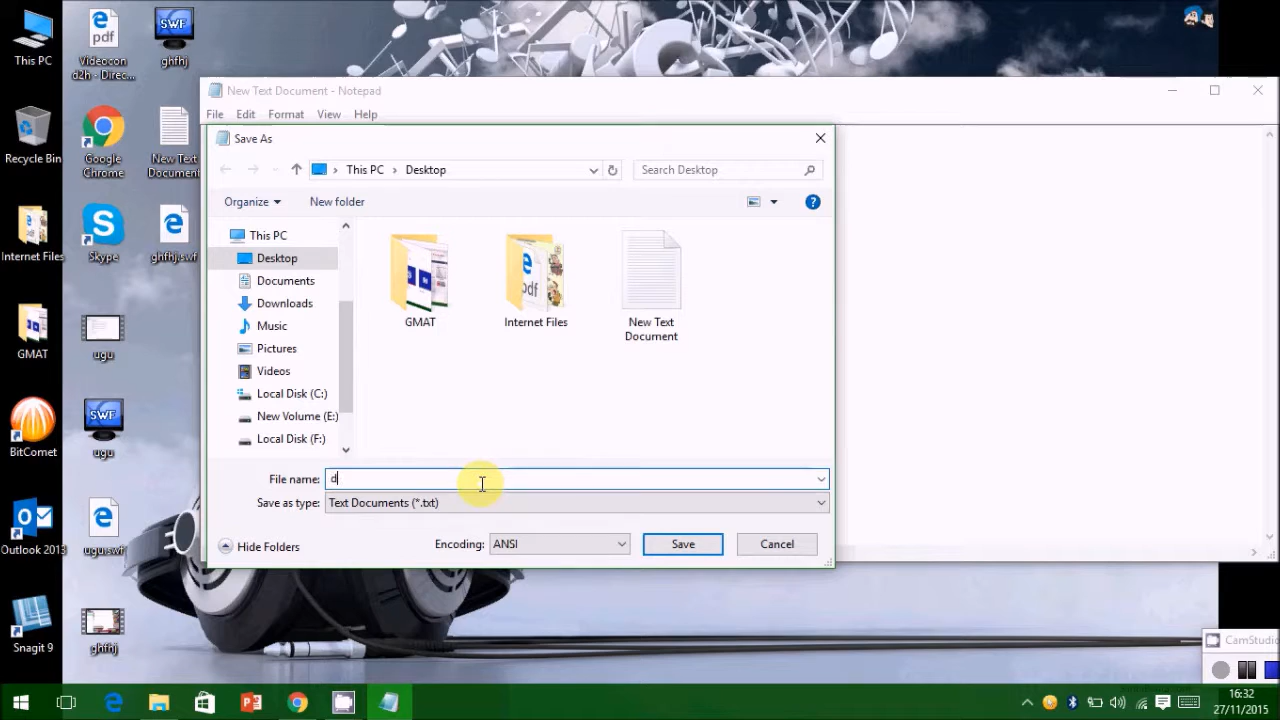 This PC
pdf
Videocon
d2h - Direc...
SWF
ghfhj
Recycle Bin
Google
Chrome
New Text
Document
Internet Files
Skype
ghfhj.swf
GMAT
ugu
BitComet
SWF
ugu
Outlook 2013
ugu.swf
Snagit 9
ghfhj
New Text Document - Notepad
File Edit Format View Help
Save As
This PC > Desktop
Search Desktop
Organize
New folder
This PC
Desktop
Documents
Downloads
Music
Pictures
Videos
Local Disk (C:)
New Volume (E:)
Local Disk (F:)
GMAT
pdf
Internet Files
New Text
Document
File name: d
Save as type: Text Documents (*.txt)
Hide Folders
Encoding: ANSI
Save
Cancel
CamStudio
16:32
27/11/2015